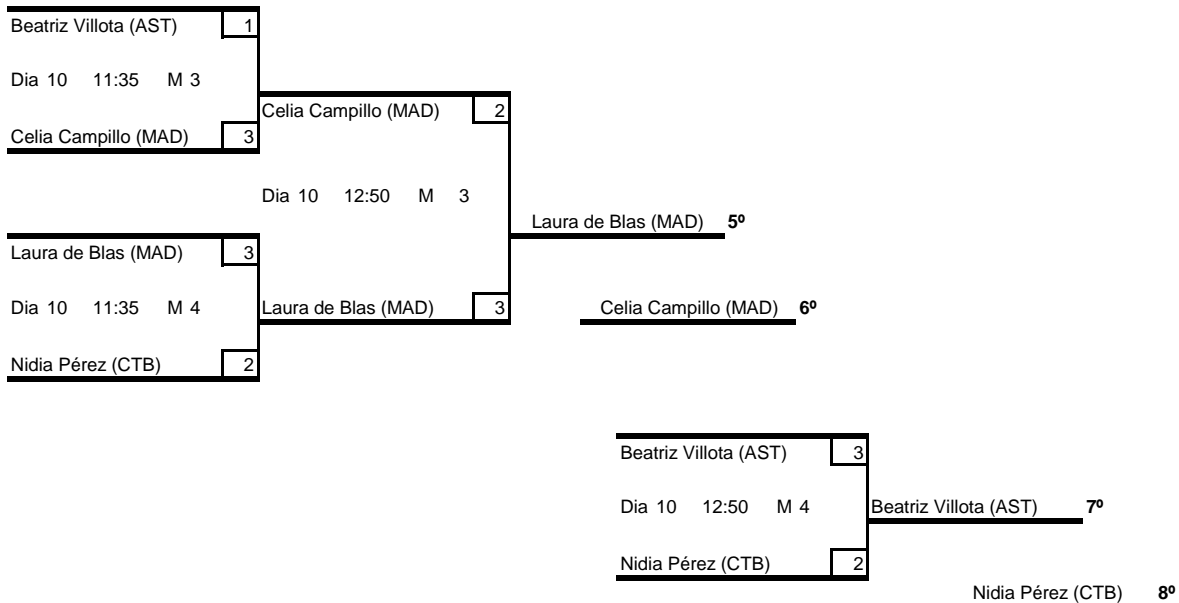 Beatriz Villota (AST) 1
Dia 10 11:35 M 3
Celia Campillo (MAD) 2
Celia Campillo (MAD) 3
Dia 10 12:50 M 3
Laura de Blas (MAD) 5º
Laura de Blas (MAD) 3
Dia 10 11:35 M 4
Laura de Blas (MAD) 3
Celia Campillo (MAD) 6º
Nidia Pérez (CTB) 2
Beatriz Villota (AST) 3
Dia 10 12:50 M 4
Beatriz Villota (AST) 7º
Nidia Pérez (CTB) 2
Nidia Pérez (CTB) 8º